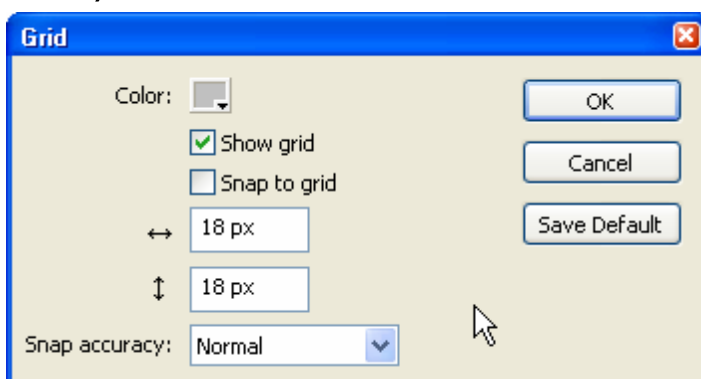 Grid
Color:
OK
Show grid
Cancel
Snap to grid
18 px
Save Default
18 px
Snap accuracy: Normal